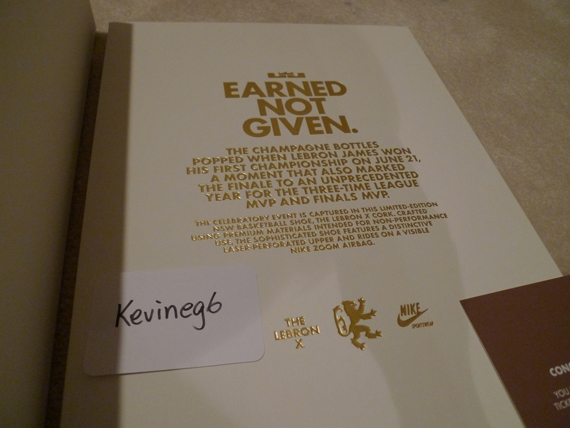 EARNED
NOT
GIVEN.
THE CHAMPAGNE BOTTLES
POPPED WHEN LEBRON JAMES WON
HIS FIRST CHAMPIONSHIP ON JUNE 21,
A MOMENT THAT ALSO MARKED
THE FINALE TO AN UNPRECEDENTED
YEAR FOR THE THREE-TIME LEAGUE
MVP AND FINALS MVP.
THE CELEBRATORY EVENT IS CAPTURED IN THIS LIMITED-EDITION
NSW BASKETBALL SHOE, THE LEBRON X CORK. CRAFTED
USING PREMIUM MATERIALS INTENDED FOR NON-PERFORMANCE
USE, THE SOPHISTICATED SHOE FEATURES A DISTINCTIVE
LASER-PERFORATED UPPER AND RIDES ON A VISIBLE
NIKE ZOOM AIRBAG.
Kevineg6
THE
LEBRON
X
NIKE
SPORTSWEAR
YOU